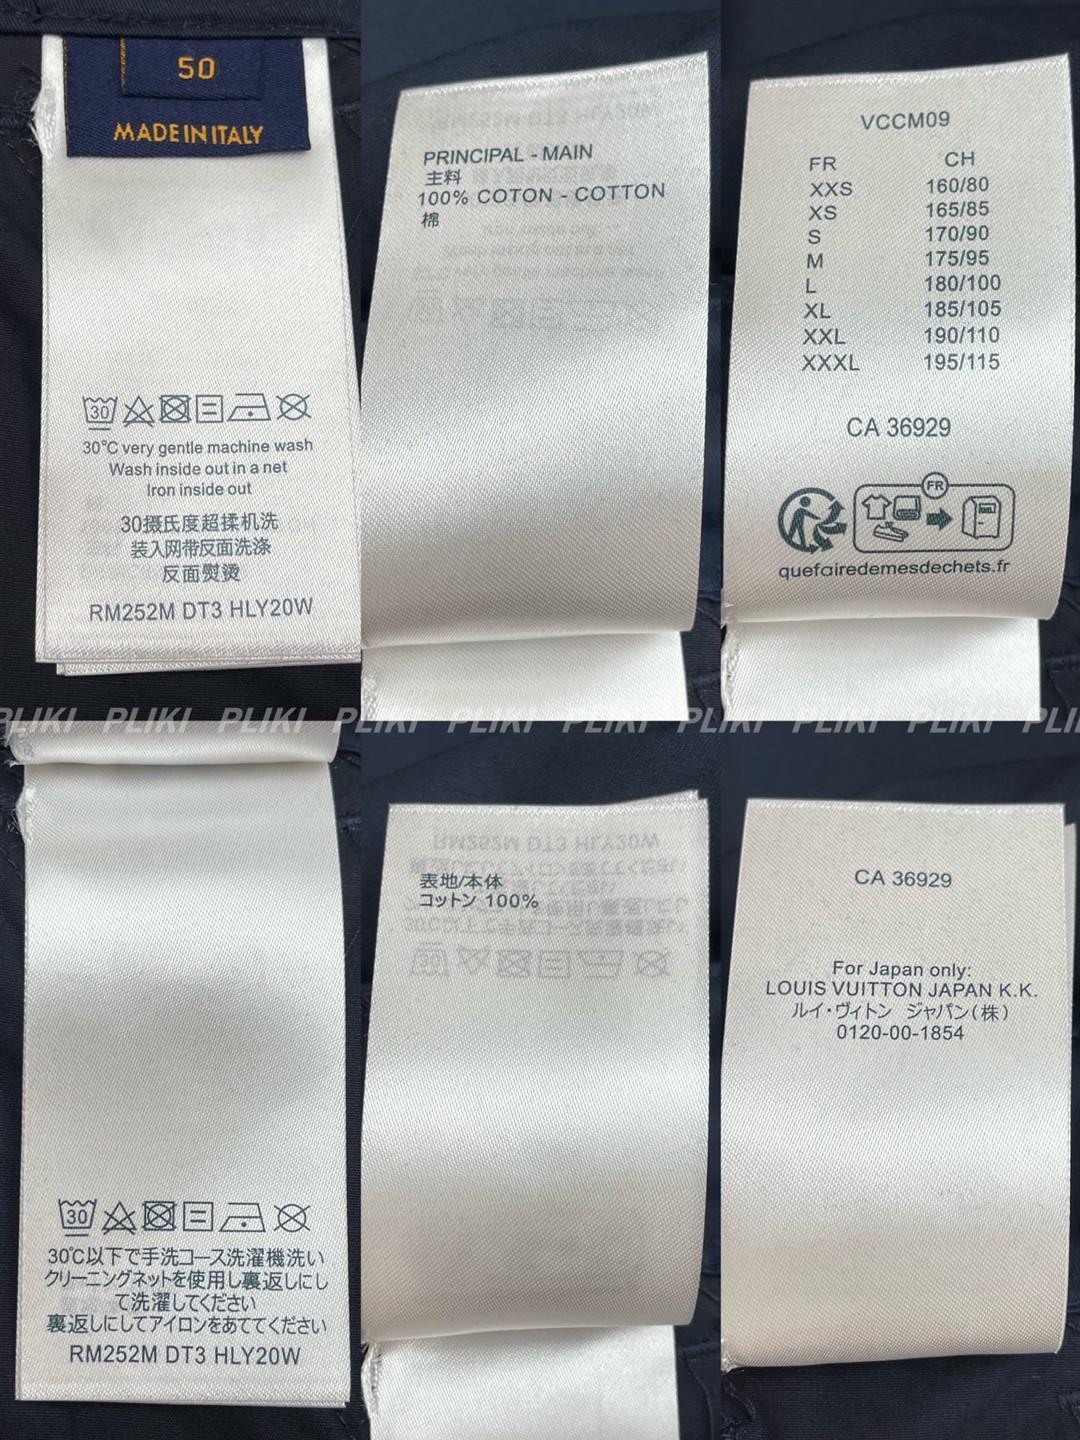 50
MADE IN ITALY
30
30°C very gentle machine wash
Wash inside out in a net
Iron inside out
30摄氏度超揉机洗
装入网带反面洗涤
反面熨烫
RM252M DT3 HLY20W
PRINCIPAL - MAIN
主料
100% COTON - COTTON
棉
VCCM09
FR CH
XXS 160/80
XS 165/85
S 170/90
M 175/95
L 180/100
XL 185/105
XXL 190/110
XXXL 195/115
CA 36929
FR
quefairedemesdechets.fr
PLIKI PLIKI PLIKI PLIKI PLIKI PLIKI PLIKI PLIKI PLIKI
30
30℃以下で手洗コース洗濯機洗い
クリーニングネットを使用し裏返しにし
て洗濯してください
裏返しにしてアイロンをあててください
RM252M DT3 HLY20W
表地/本体
コットン 100%
CA 36929
For Japan only:
LOUIS VUITTON JAPAN K.K.
ルイ・ヴィトン ジャパン(株)
0120-00-1854